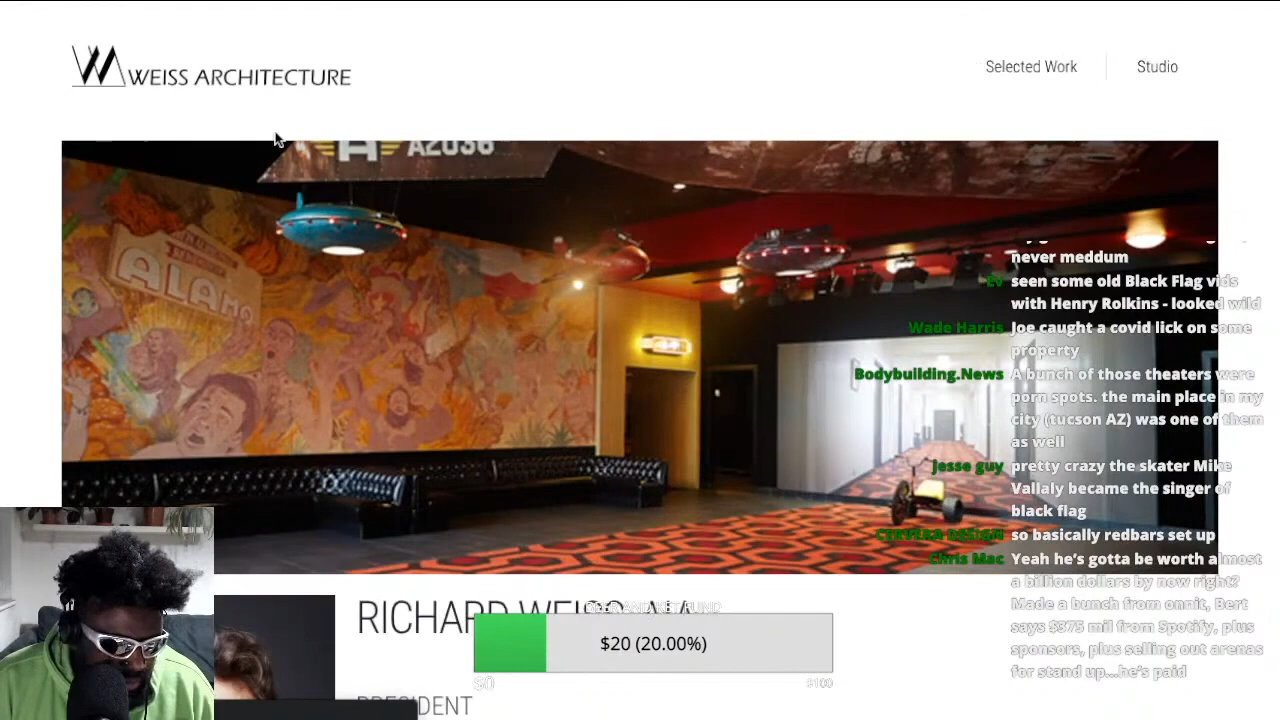 WEISS ARCHITECTURE
Selected Work
Studio
A2036
ALAMO
never meddum
Ev seen some old Black Flag vids
with Henry Rolkins - looked wild
Wade Harris Joe caught a covid lick on some
property
Bodybuilding.News A bunch of those theaters were
porn spots. the main place in my
city (tucson AZ) was one of them
as well
jesse guy pretty crazy the skater Mike
Vallaly became the singer of
black flag
CERVERA DESIGN so basically redbars set up
Chris Mac Yeah he's gotta be worth almost
a billion dollars by now right?
Made a bunch from onnit, Bert
says $375 mil from Spotify, plus
sponsors, plus selling out arenas
for stand up...he's paid
RICHARD WEISS
$20 (20.00%)
$0
$100
PRESIDENT